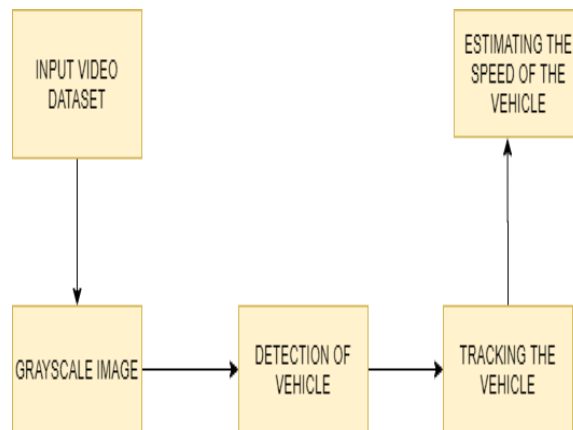 INPUT VIDEO
DATASET
GRAYSCALE IMAGE
DETECTION OF
VEHICLE
TRACKING THE
VEHICLE
ESTIMATING THE
SPEED OF THE
VEHICLE